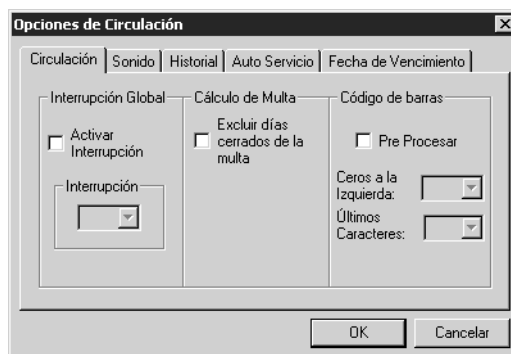 Opciones de Circulación
Circulación Sonido Historial Auto Servicio Fecha de Vencimiento
Interrupción Global
Activar
Interrupción
Interrupción
Cálculo de Multa
Excluir días
cerrados de la
multa
Código de barras
Pre Procesar
Ceros a la
Izquierda:
Últimos
Caracteres:
OK Cancelar